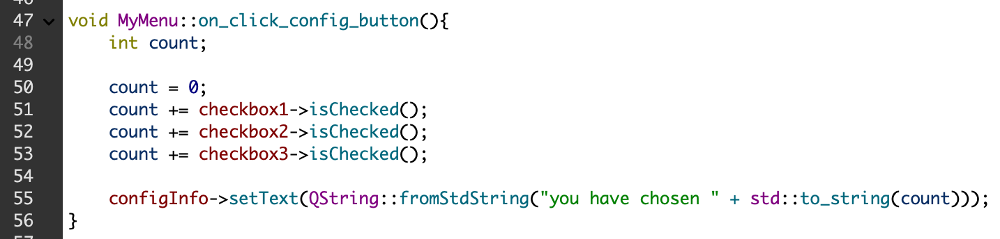 47 void MyMenu::on_click_config_button(){
48     int count;
49
50     count = 0;
51     count += checkbox1->isChecked();
52     count += checkbox2->isChecked();
53     count += checkbox3->isChecked();
54
55     configInfo->setText(QString::fromStdString("you have chosen " + std::to_string(count)));
56 }